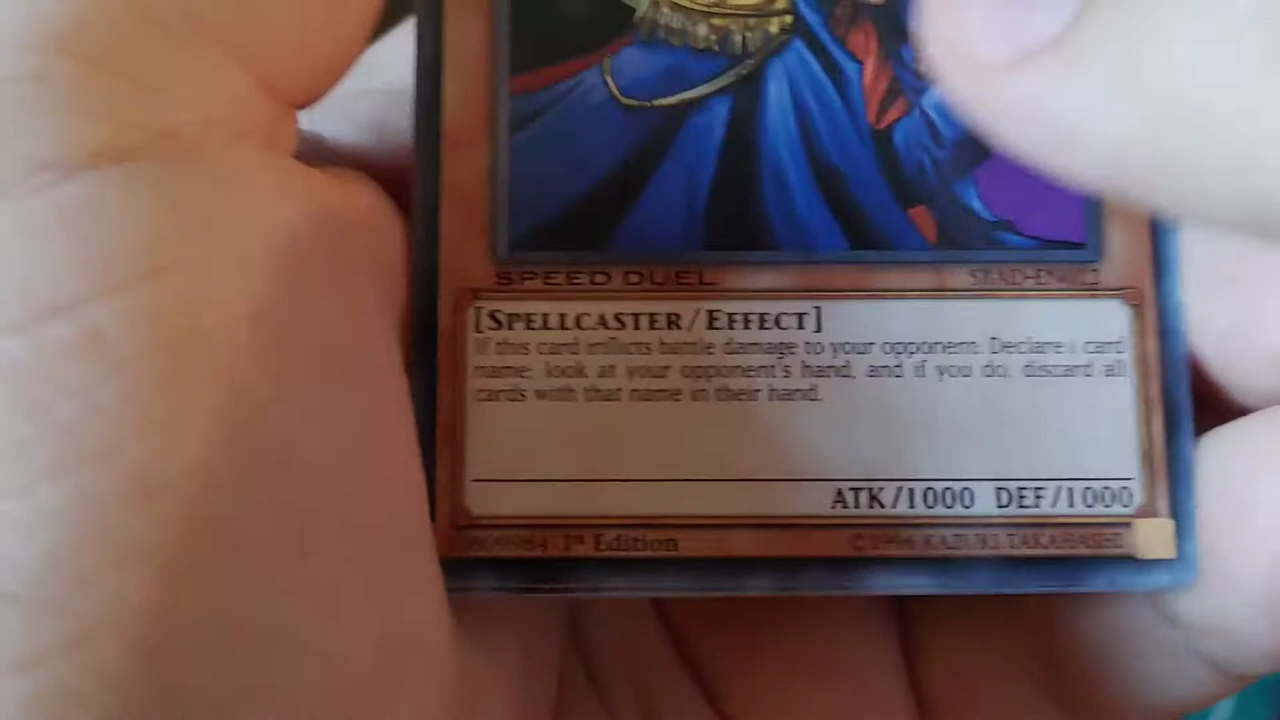 SPEED DUEL
[SPELLCASTER/EFFECT]
If this card inflicts battle damage to your opponent: Declare 1 card
name; look at your opponent's hand, and if you do, discard all
cards with that name in their hand.
ATK/1000 DEF/1000
1st Edition ©1996 KAZUKI TAKAHASHI